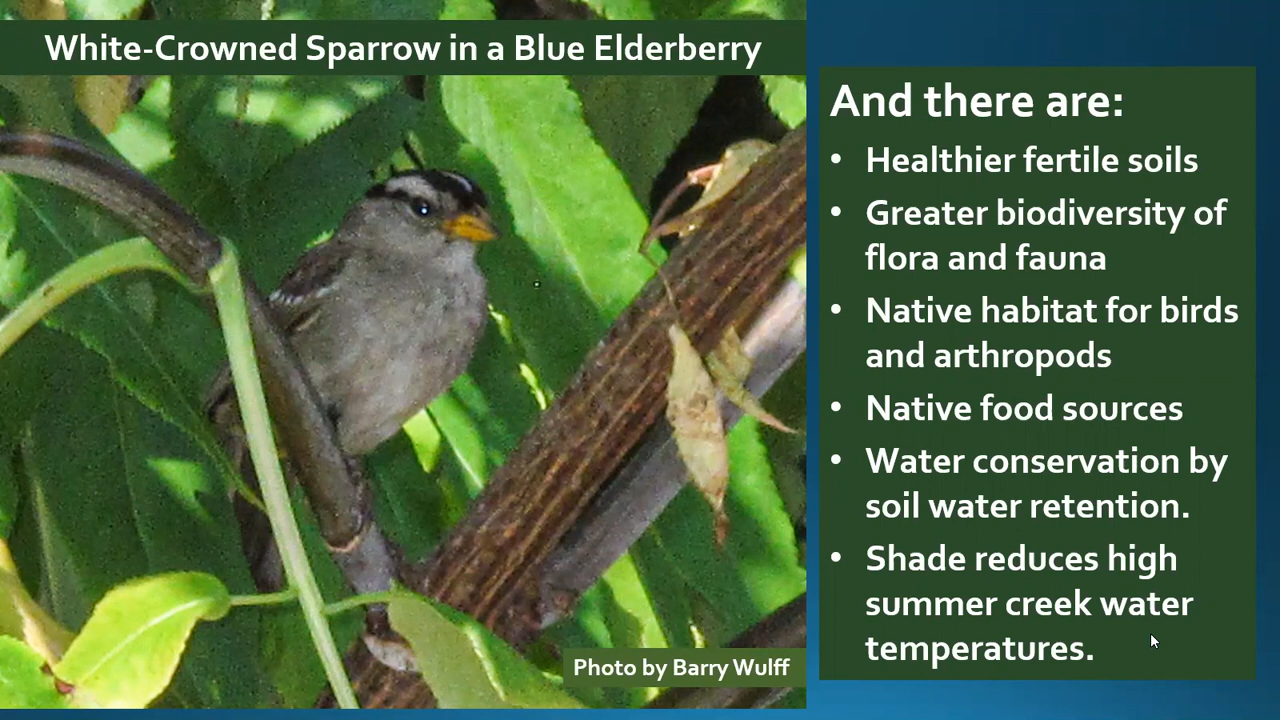 White-Crowned Sparrow in a Blue Elderberry
And there are:
• Healthier fertile soils
• Greater biodiversity of
flora and fauna
• Native habitat for birds
and arthropods
• Native food sources
• Water conservation by
soil water retention.
• Shade reduces high
summer creek water
temperatures.
Photo by Barry Wulff